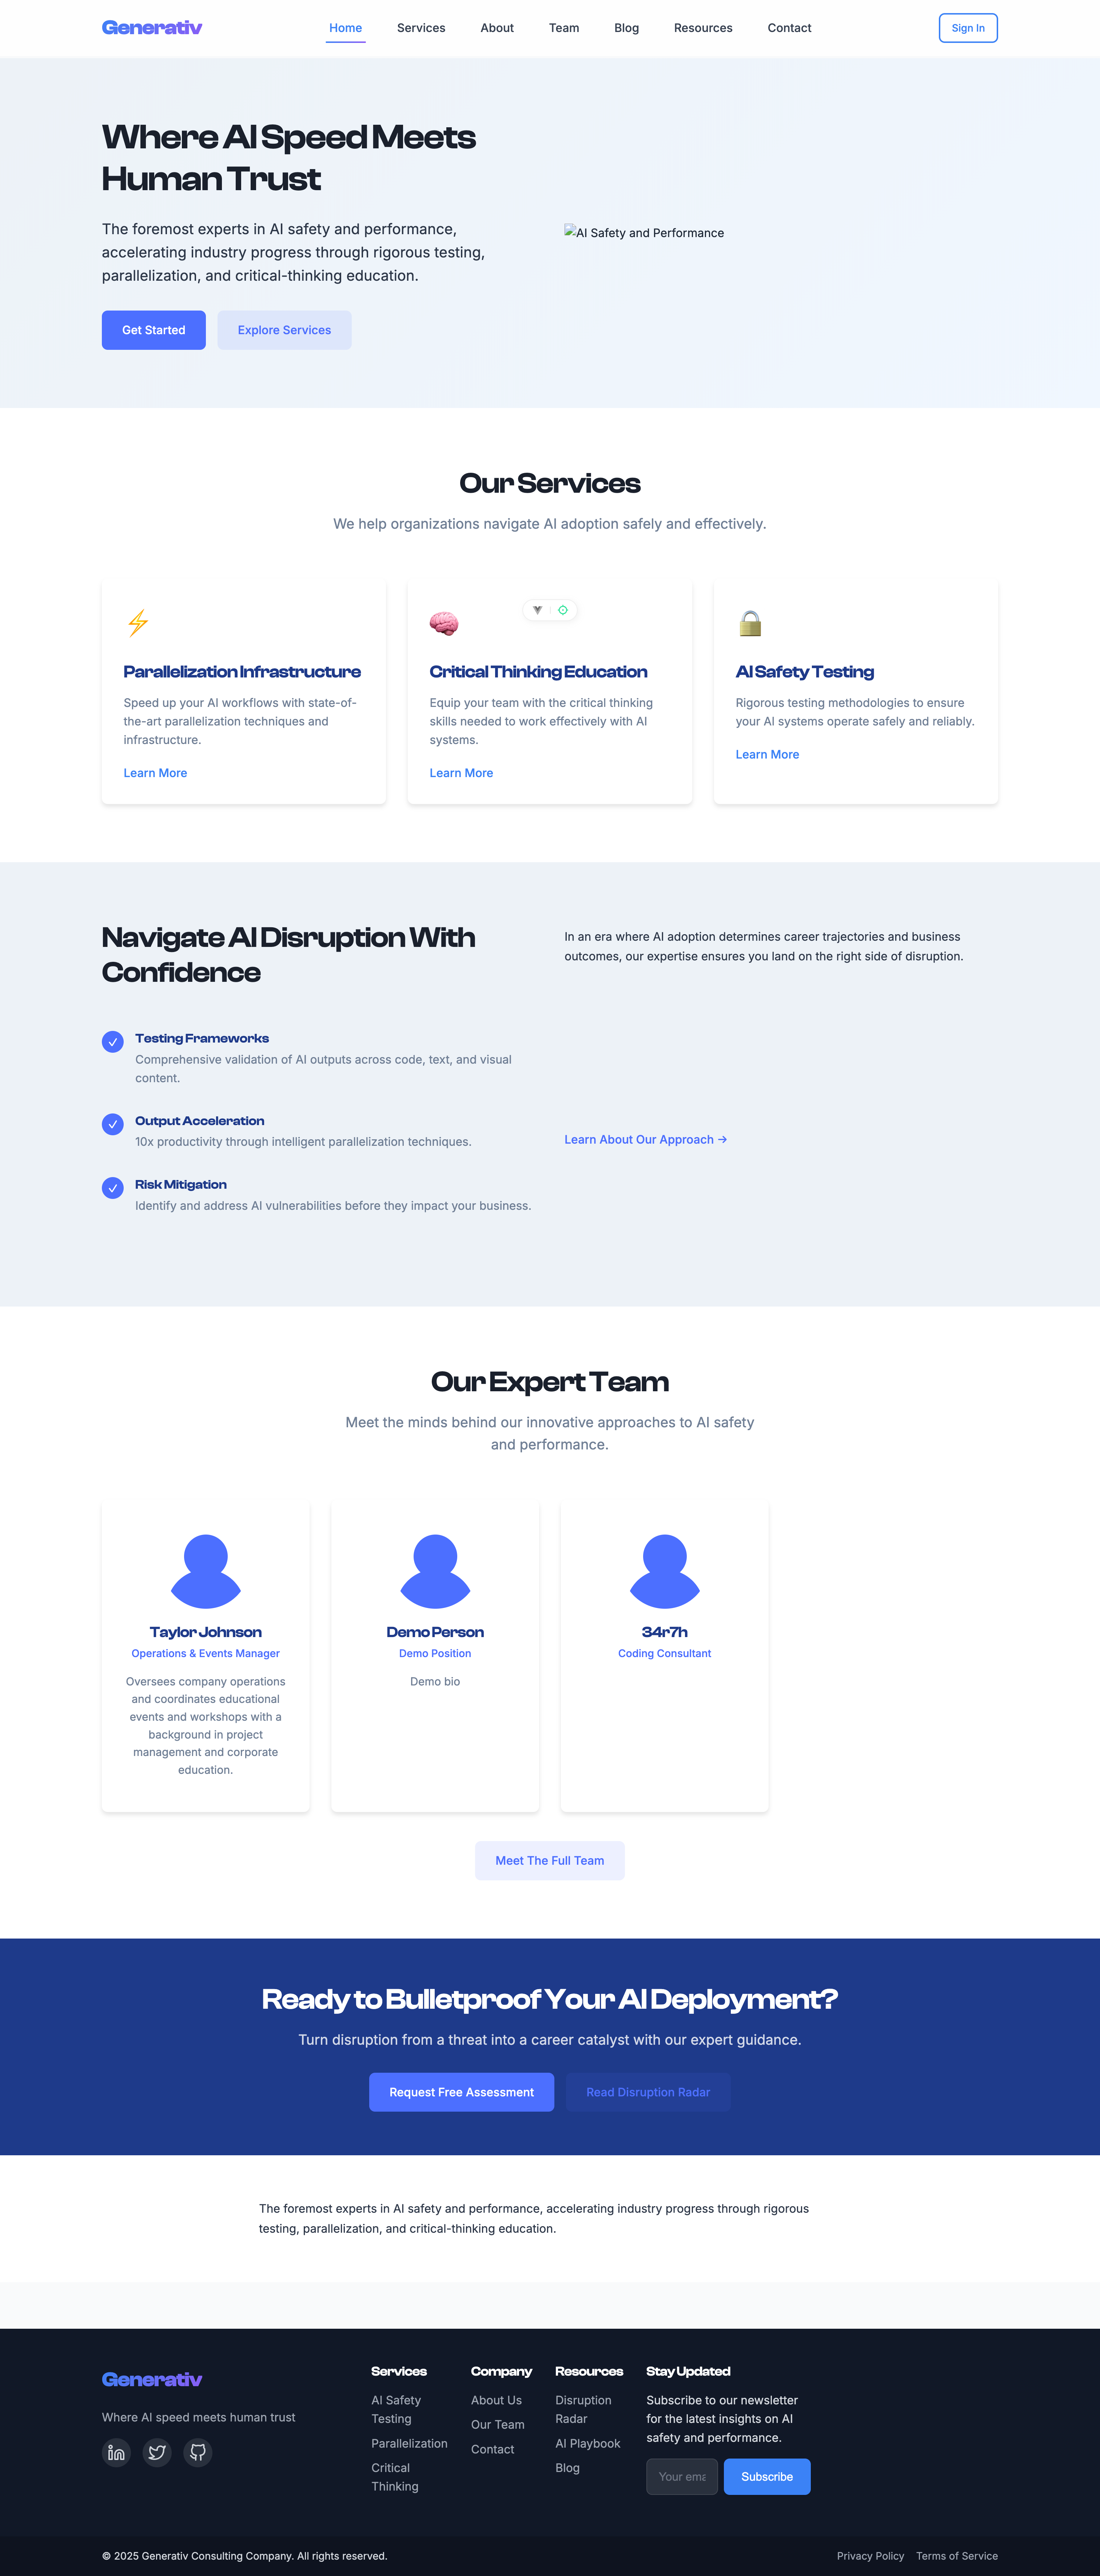 Generativ
Home
Services
About
Team
Blog
Resources
Contact
Sign In
Where AI Speed Meets
Human Trust
The foremost experts in AI safety and performance,
accelerating industry progress through rigorous testing,
parallelization, and critical-thinking education.
AI Safety and Performance
Get Started
Explore Services
Our Services
We help organizations navigate AI adoption safely and effectively.
Parallelization Infrastructure
Speed up your AI workflows with state-of-
the-art parallelization techniques and
infrastructure.
Learn More
Critical Thinking Education
Equip your team with the critical thinking
skills needed to work effectively with AI
systems.
Learn More
AI Safety Testing
Rigorous testing methodologies to ensure
your AI systems operate safely and reliably.
Learn More
Navigate AI Disruption With
Confidence
In an era where AI adoption determines career trajectories and business
outcomes, our expertise ensures you land on the right side of disruption.
Testing Frameworks
Comprehensive validation of AI outputs across code, text, and visual
content.
Output Acceleration
10x productivity through intelligent parallelization techniques.
Risk Mitigation
Identify and address AI vulnerabilities before they impact your business.
Learn About Our Approach →
Our Expert Team
Meet the minds behind our innovative approaches to AI safety
and performance.
Taylor Johnson
Operations & Events Manager
Oversees company operations
and coordinates educational
events and workshops with a
background in project
management and corporate
education.
Demo Person
Demo Position
Demo bio
34r7h
Coding Consultant
Meet The Full Team
Ready to Bulletproof Your AI Deployment?
Turn disruption from a threat into a career catalyst with our expert guidance.
Request Free Assessment
Read Disruption Radar
The foremost experts in AI safety and performance, accelerating industry progress through rigorous
testing, parallelization, and critical-thinking education.
Generativ
Where AI speed meets human trust
Services
AI Safety
Testing
Parallelization
Critical
Thinking
Company
About Us
Our Team
Contact
Resources
Disruption
Radar
AI Playbook
Blog
Stay Updated
Subscribe to our newsletter
for the latest insights on AI
safety and performance.
Your ema
Subscribe
© 2025 Generativ Consulting Company. All rights reserved.
Privacy Policy
Terms of Service